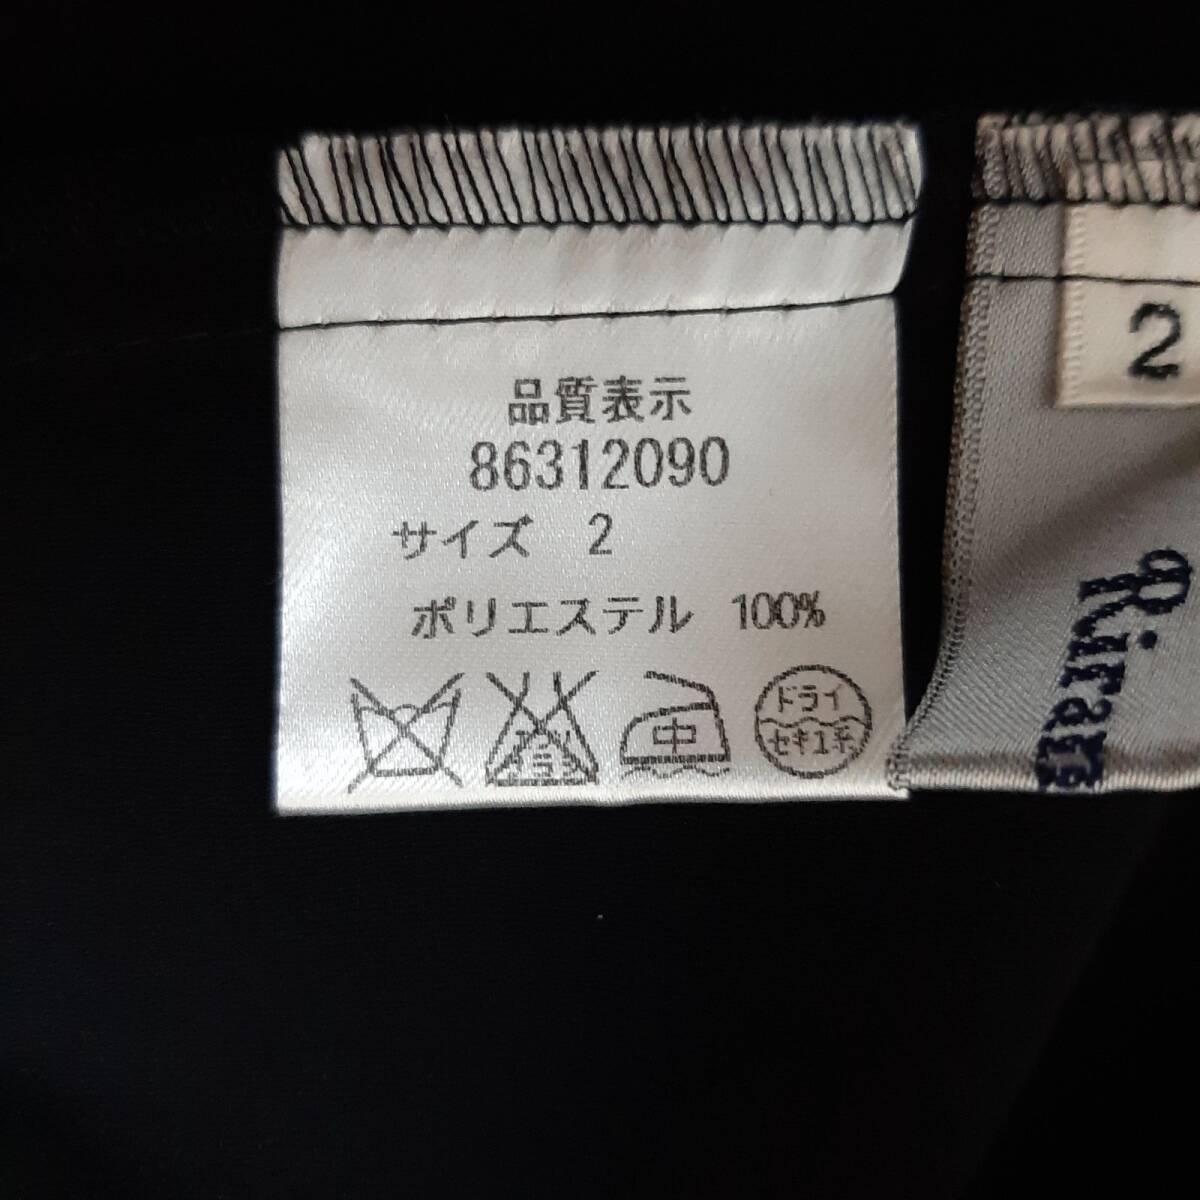 品質表示
86312090
サイズ 2
ポリエステル 100%
中
ドライ
セキユ系
2